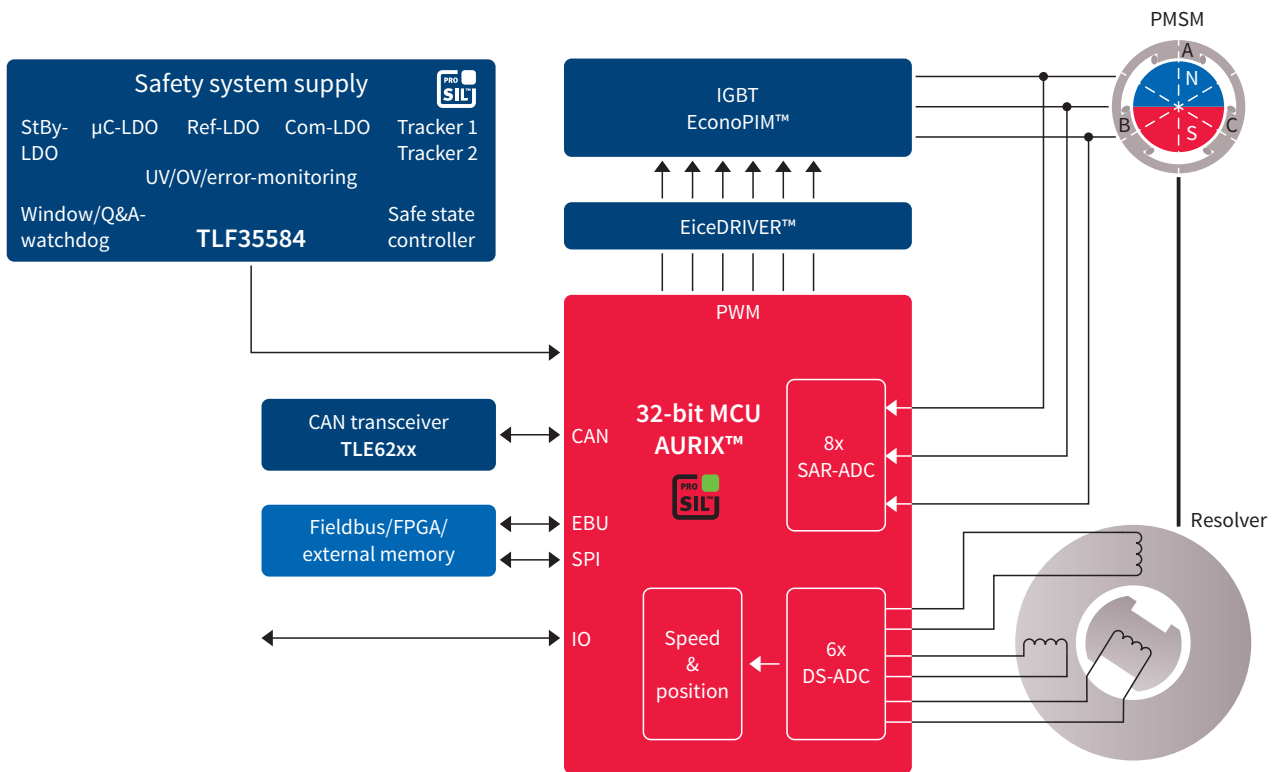 PMSM
A
N
B
S
C
Safety system supply
PRO
SIL™
StBy-
LDO
µC-LDO
Ref-LDO
Com-LDO
Tracker 1
Tracker 2
UV/OV/error-monitoring
Window/Q&A-
watchdog
TLF35584
Safe state
controller
IGBT
EconoPIM™
EiceDRIVER™
PWM
32-bit MCU
AURIX™
PRO
SIL™
8x
SAR-ADC
CAN transceiver
TLE62xx
CAN
Fieldbus/FPGA/
external memory
EBU
SPI
IO
Speed
&
position
6x
DS-ADC
Resolver